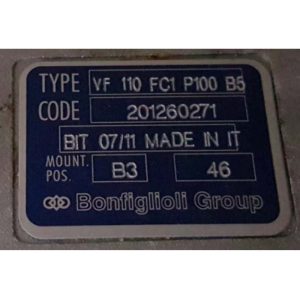 TYPE VF 110 FC1 P100 B5
CODE 201260271
BIT 07/11 MADE IN IT
MOUNT. POS. B3 46
Bonfiglioli Group